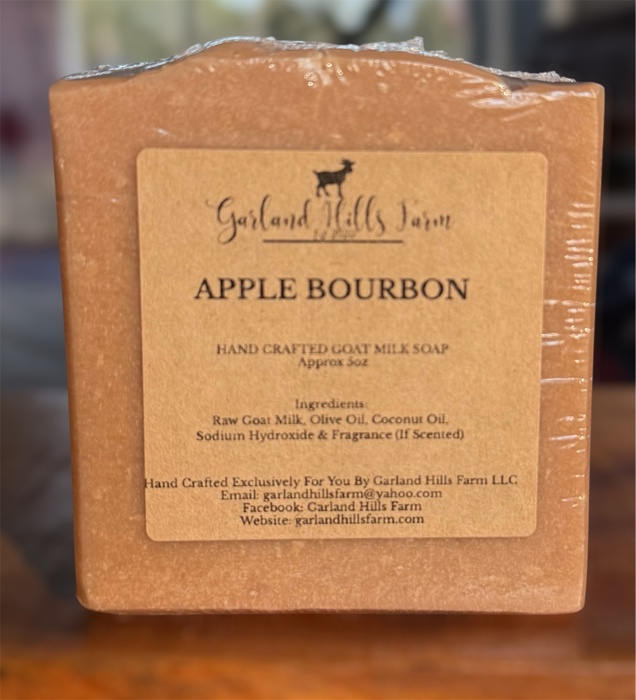 Garland Hills Farm
APPLE BOURBON
HAND CRAFTED GOAT MILK SOAP
Approx 5oz
Ingredients:
Raw Goat Milk, Olive Oil, Coconut Oil,
Sodium Hydroxide & Fragrance (If Scented)
Hand Crafted Exclusively For You By Garland Hills Farm LLC
Email: garlandhillsfarm@yahoo.com
Facebook: Garland Hills Farm
Website: garlandhillsfarm.com